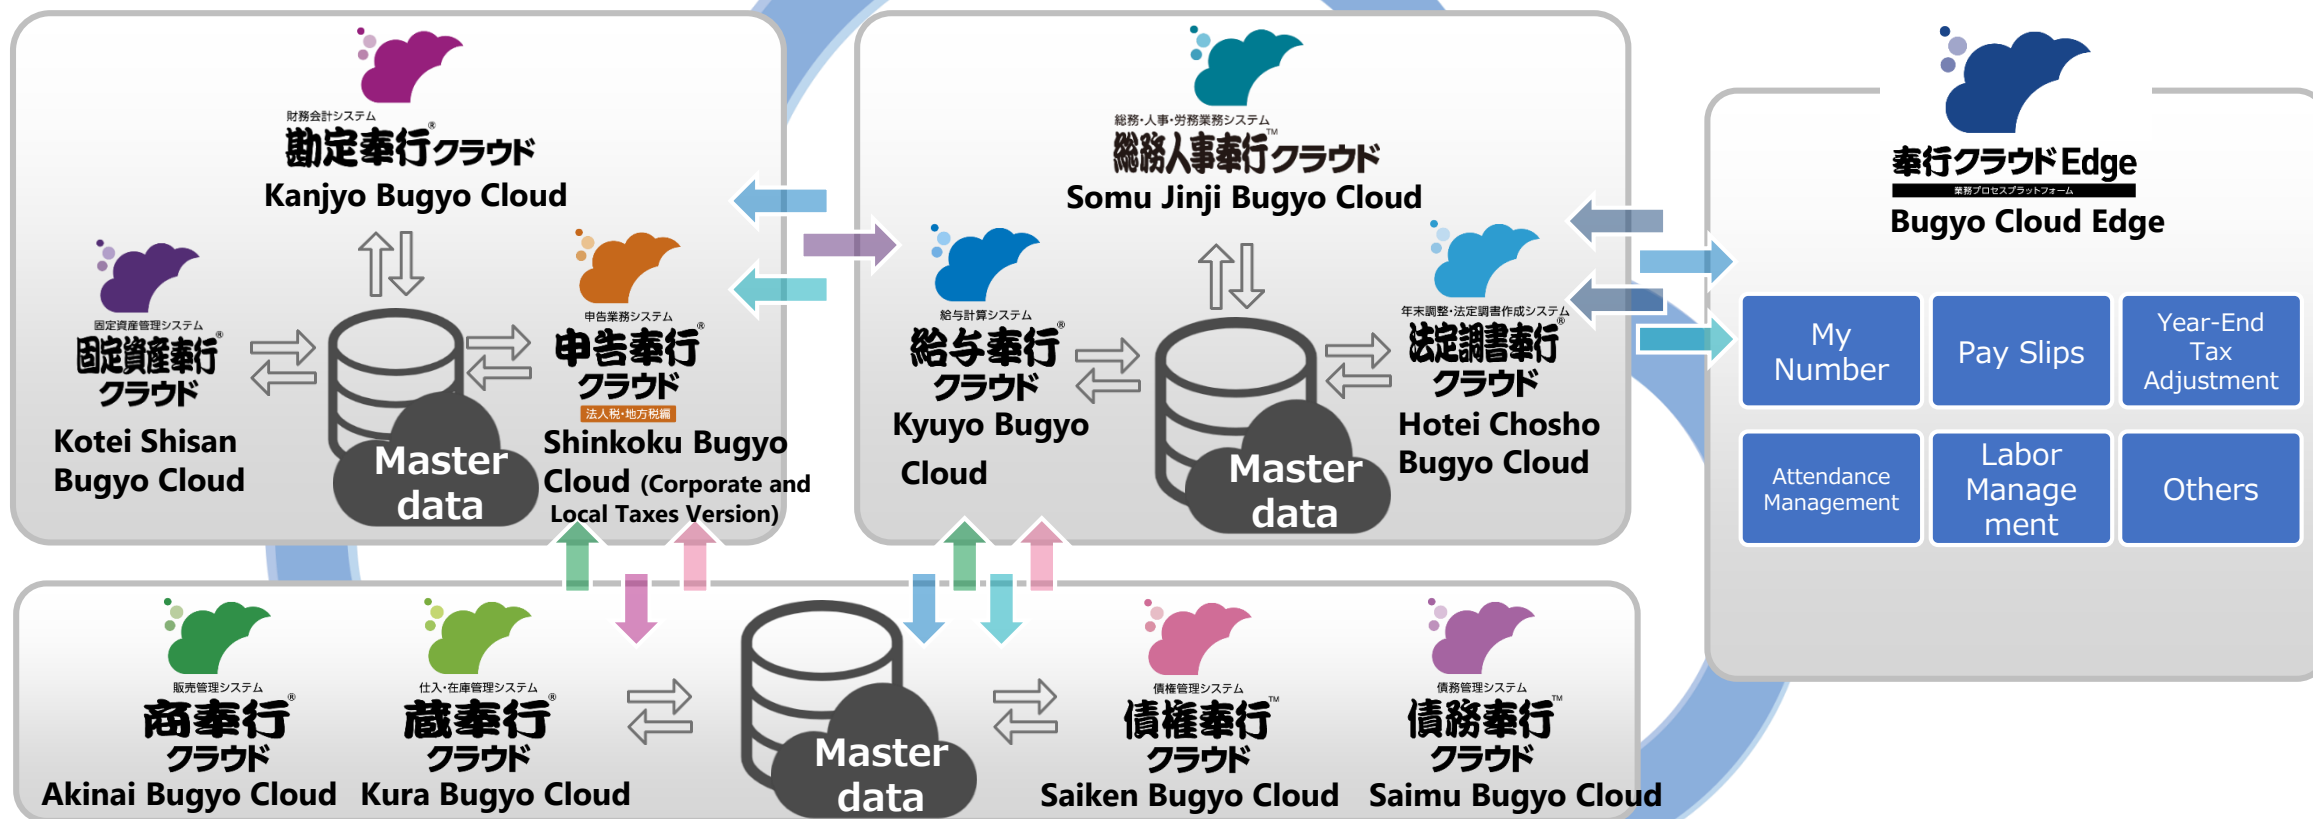 財務会計システム
勘定奉行®クラウド
Kanjyo Bugyo Cloud
固定資産管理システム
固定資産奉行®
クラウド
Kotei Shisan
Bugyo Cloud
Master
data
申告業務システム
申告奉行®
クラウド
法人税・地方税編
Shinkoku Bugyo
Cloud (Corporate and
Local Taxes Version)
総務・人事・労務業務システム
総務人事奉行™クラウド
Somu Jinji Bugyo Cloud
給与計算システム
給与奉行®
クラウド
Kyuyo Bugyo
Cloud
Master
data
年末調整・法定調書作成システム
法定調書奉行®
クラウド
Hotei Chosho
Bugyo Cloud
奉行クラウドEdge
業務プロセスプラットフォーム
Bugyo Cloud Edge
My
Number
Pay Slips
Year-End
Tax
Adjustment
Attendance
Management
Labor
Manage
ment
Others
販売管理システム
商奉行®
クラウド
Akinai Bugyo Cloud
仕入・在庫管理システム
蔵奉行®
クラウド
Kura Bugyo Cloud
Master
data
債権管理システム
債権奉行™
クラウド
Saiken Bugyo Cloud
債務管理システム
債務奉行™
クラウド
Saimu Bugyo Cloud